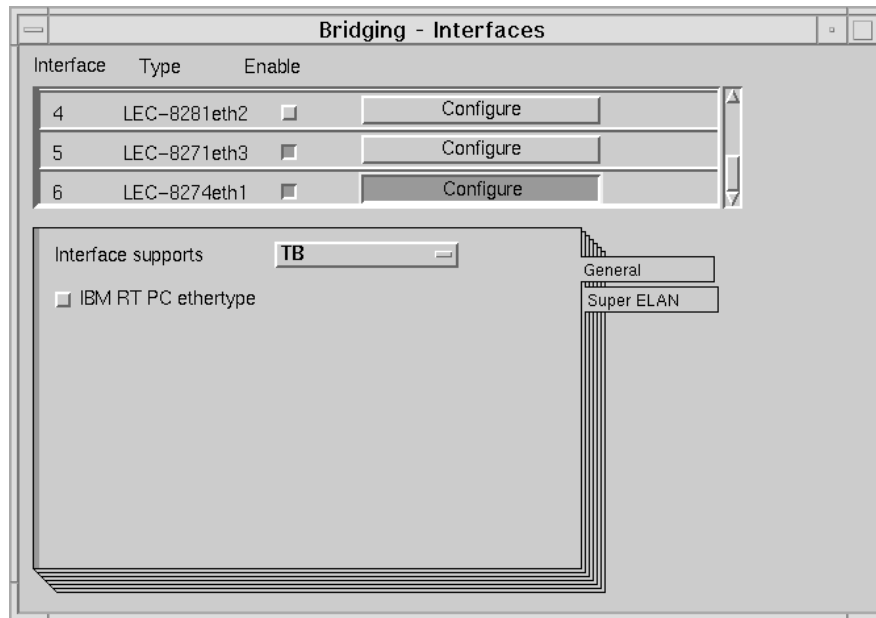 Bridging - Interfaces
Interface Type Enable
4 LEC-8281eth2 Configure
5 LEC-8271eth3 Configure
6 LEC-8274eth1 Configure
Interface supports TB
General
IBM RT PC ethertype
Super ELAN